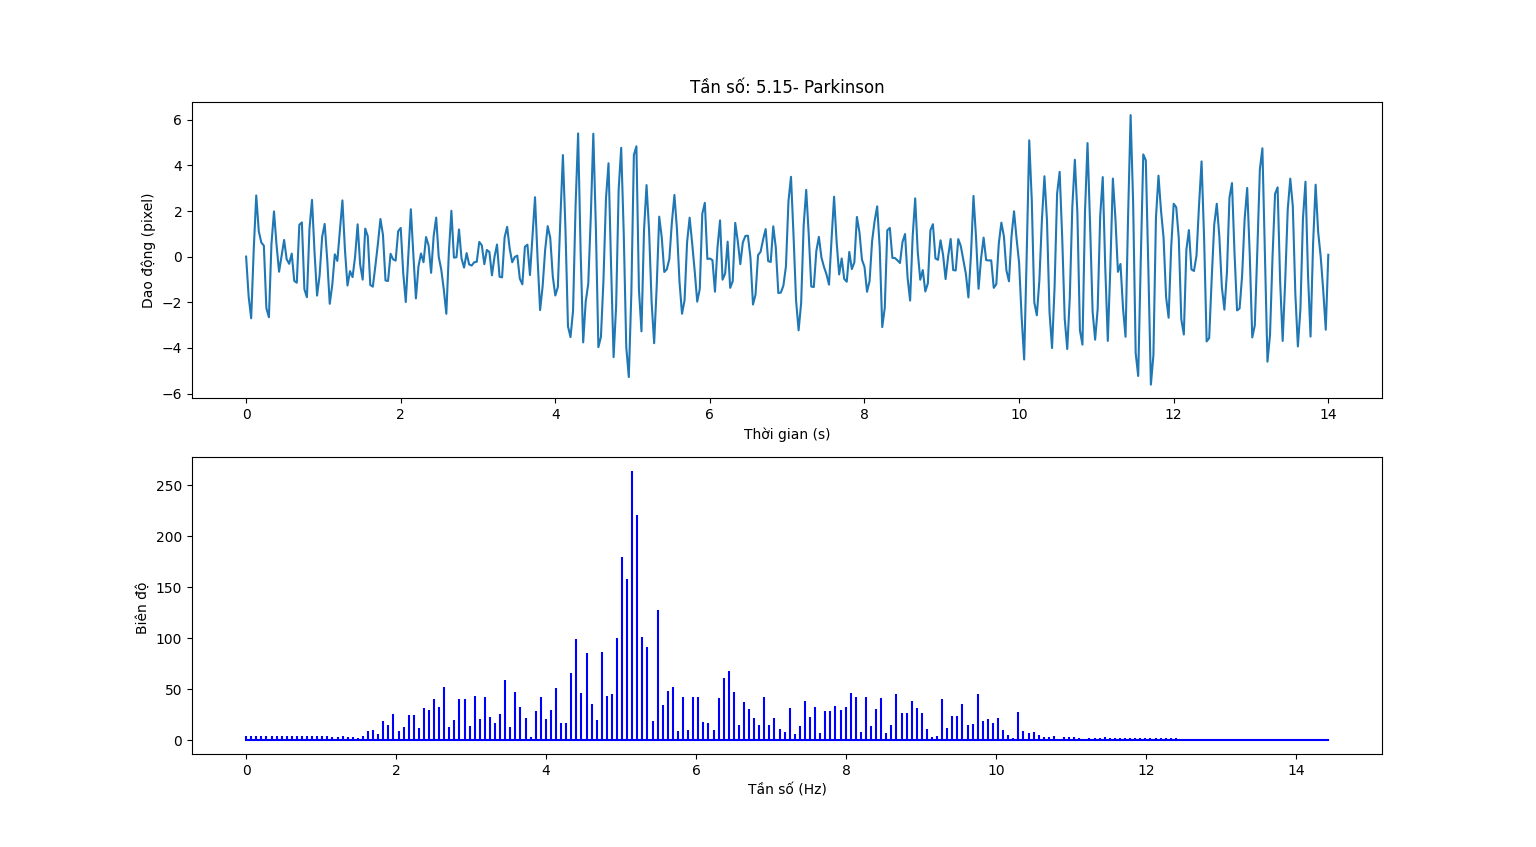 Tần số: 5.15- Parkinson
6
4
2
0
−2
−4
−6
Dao động (pixel)
0 2 4 6 8 10 12 14
Thời gian (s)
250
200
150
100
50
0
Biên độ
0 2 4 6 8 10 12 14
Tần số (Hz)